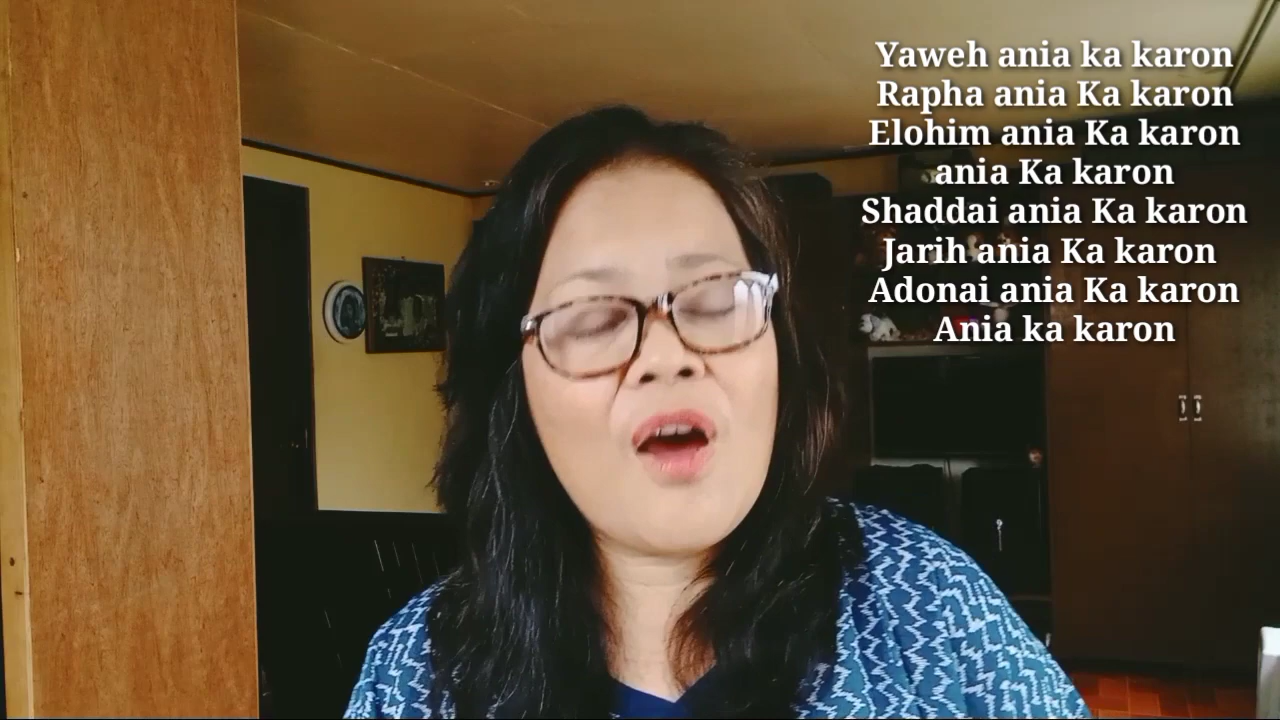 Yaweh ania ka karon
Rapha ania Ka karon
Elohim ania Ka karon
ania Ka karon
Shaddai ania Ka karon
Jarih ania Ka karon
Adonai ania Ka karon
Ania ka karon